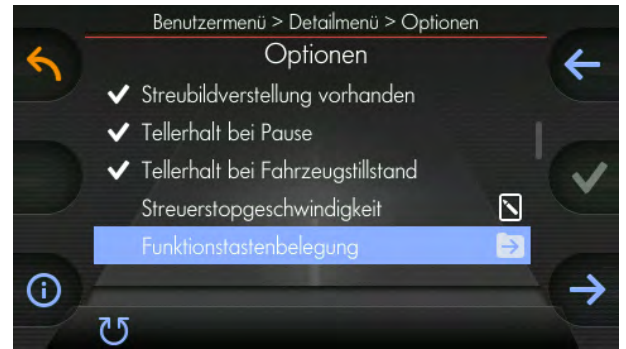 Benutzermenü > Detailmenü > Optionen
Optionen
Streubildverstellung vorhanden
Tellerhalt bei Pause
Tellerhalt bei Fahrzeugstillstand
Streuerstopgeschwindigkeit
Funktionstastenbelegung